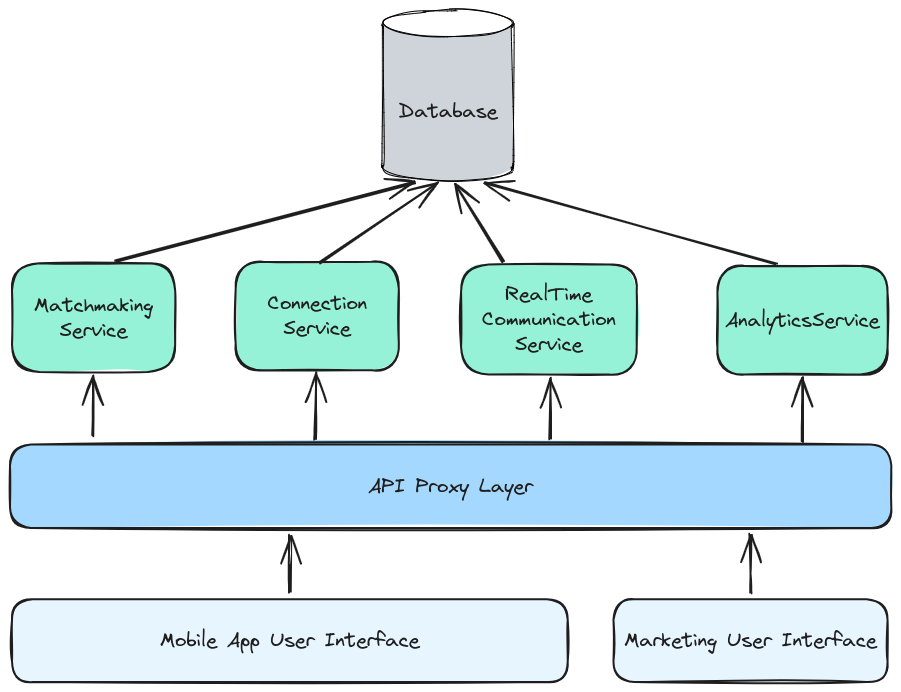 Database
Matchmaking
Service
Connection
Service
RealTime
Communication
Service
AnalyticsService
API Proxy Layer
Mobile App User Interface
Marketing User Interface